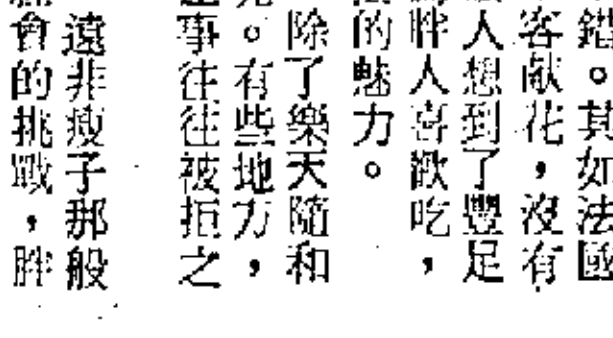 錯。其如法國
客献花，沒有
人想到了豐足
胖人喜歡吃，
的魅力。
除了樂天隨和
。有些地方，
事往往被拒之
遠非瘦子那般
會的挑戰，胖